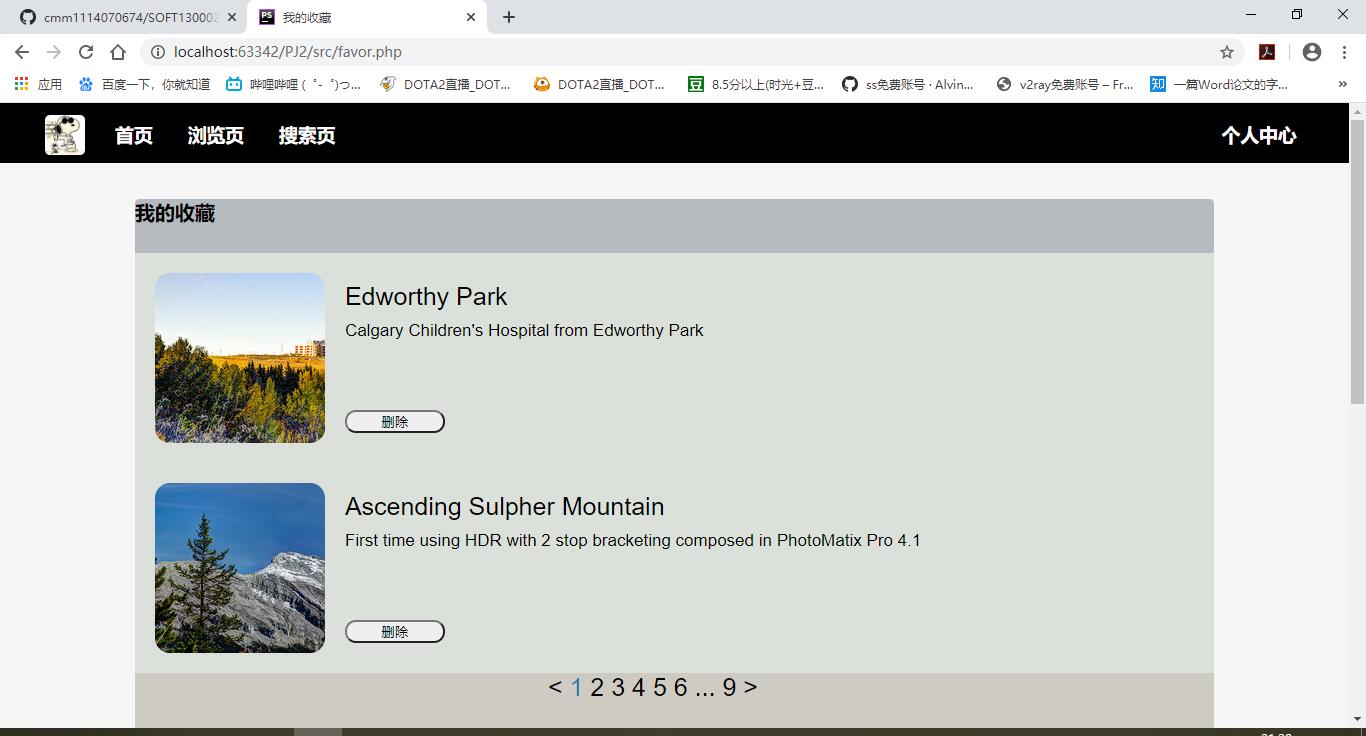 cmm1114070674/SOFT130002
PS 我的收藏
localhost:63342/PJ2/src/favor.php
应用 百度一下，你就知道 哔哩哔哩 ( ゜- ゜)つ... DOTA2直播_DOT... DOTA2直播_DOT... 豆 8.5分以上(时光+豆... ss免费账号 · Alvin... v2ray免费账号 – Fr... 知 一篇Word论文的字... »
首页 浏览页 搜索页 个人中心
我的收藏
Edworthy Park
Calgary Children's Hospital from Edworthy Park
删除
Ascending Sulpher Mountain
First time using HDR with 2 stop bracketing composed in PhotoMatix Pro 4.1
删除
< 1 2 3 4 5 6 ... 9 >